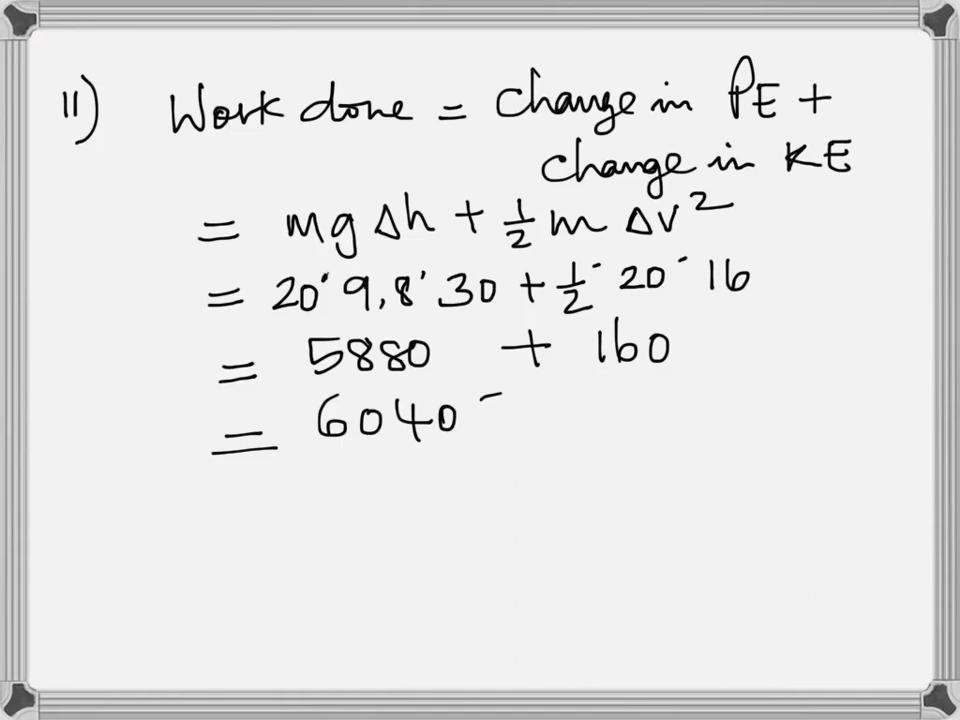 11) Work done = change in PE +
change in KE
= mg Δh + 1/2 m Δv²
= 20 · 9.8 · 30 + 1/2 · 20 · 16
= 5880 + 160
= 6040